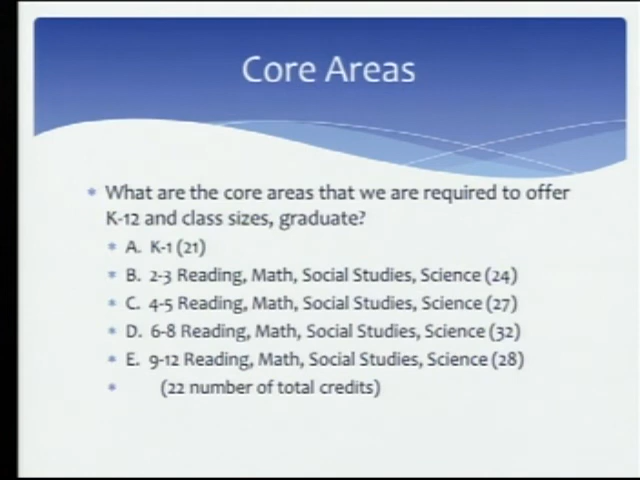 Core Areas
What are the core areas that we are required to offer
K-12 and class sizes, graduate?
A. K-1 (21)
B. 2-3 Reading, Math, Social Studies, Science (24)
C. 4-5 Reading, Math, Social Studies, Science (27)
D. 6-8 Reading, Math, Social Studies, Science (32)
E. 9-12 Reading, Math, Social Studies, Science (28)
(22 number of total credits)